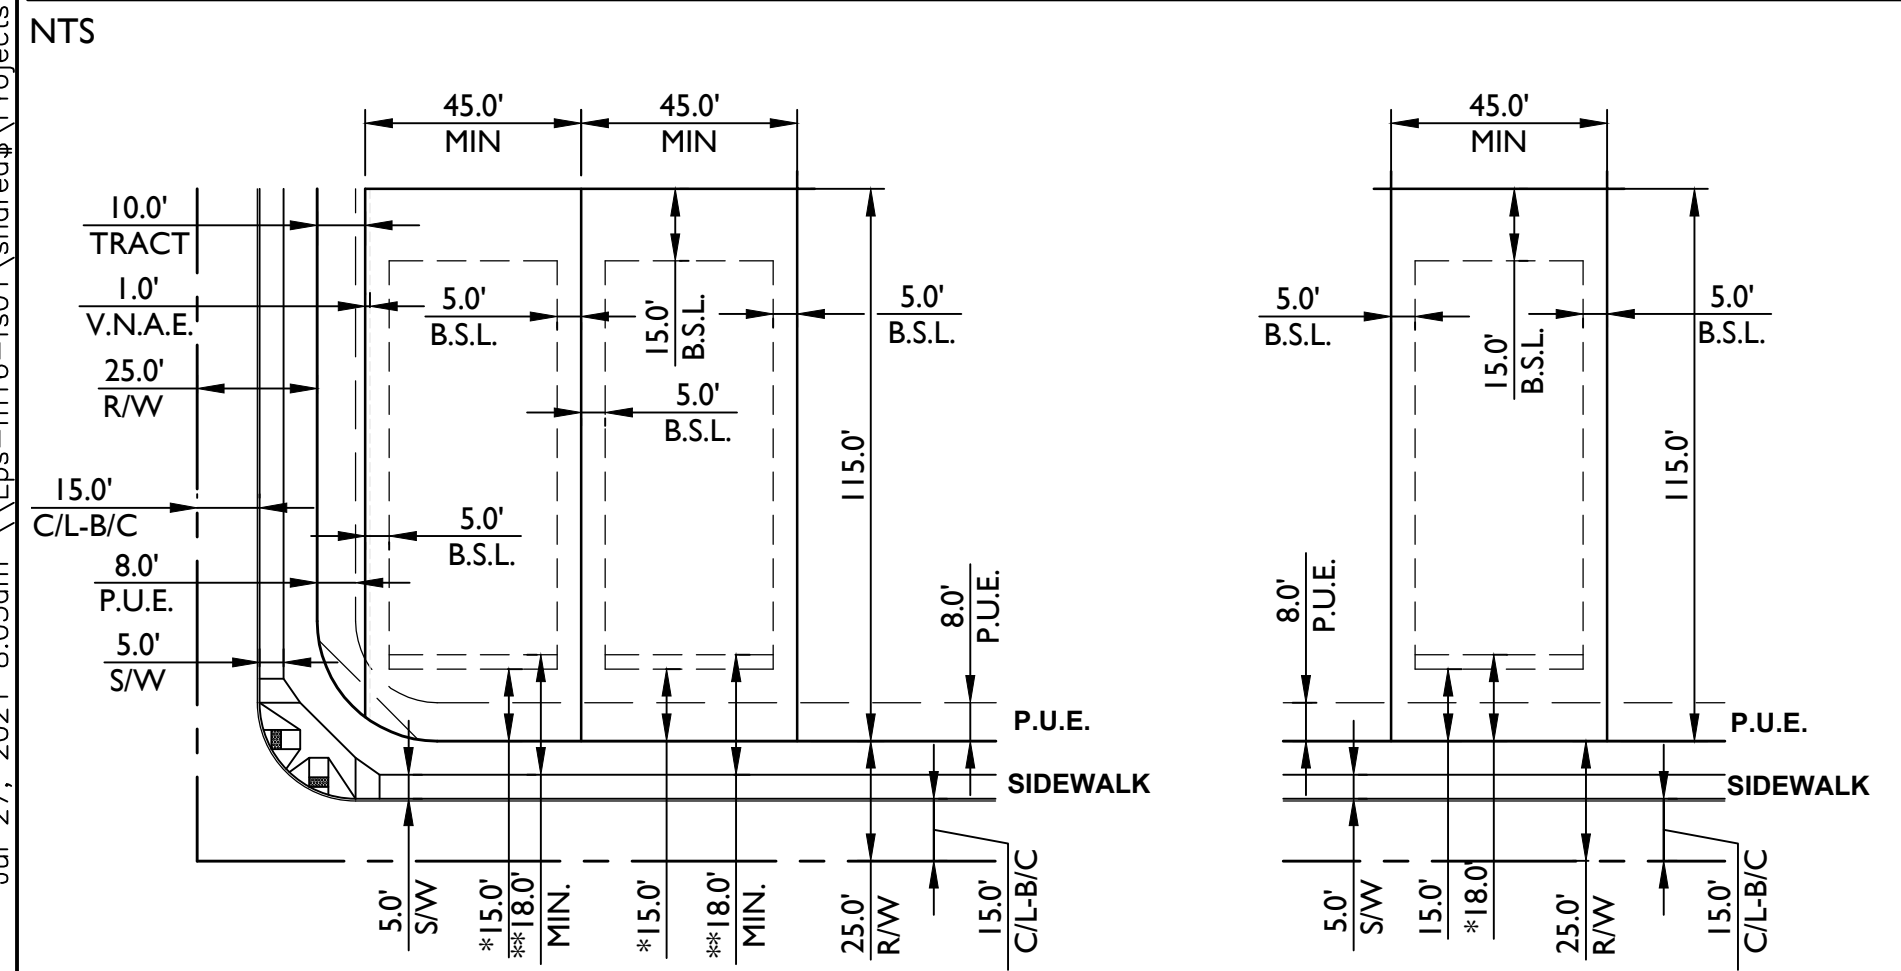 NTS
45.0'
MIN
45.0'
MIN
45.0'
MIN
10.0'
TRACT
1.0'
V.N.A.E.
25.0'
R/W
15.0'
C/L-B/C
8.0'
P.U.E.
5.0'
S/W
5.0'
B.S.L.
15.0'
B.S.L.
5.0'
B.S.L.
5.0'
B.S.L.
5.0'
B.S.L.
115.0'
8.0'
P.U.E.
P.U.E.
SIDEWALK
5.0'
S/W
*15.0'
**18.0'
MIN.
*15.0'
**18.0'
MIN.
25.0'
R/W
15.0'
C/L-B/C
5.0'
B.S.L.
15.0'
B.S.L.
5.0'
B.S.L.
115.0'
8.0'
P.U.E.
P.U.E.
SIDEWALK
5.0'
S/W
15.0'
*18.0'
25.0'
R/W
15.0'
C/L-B/C